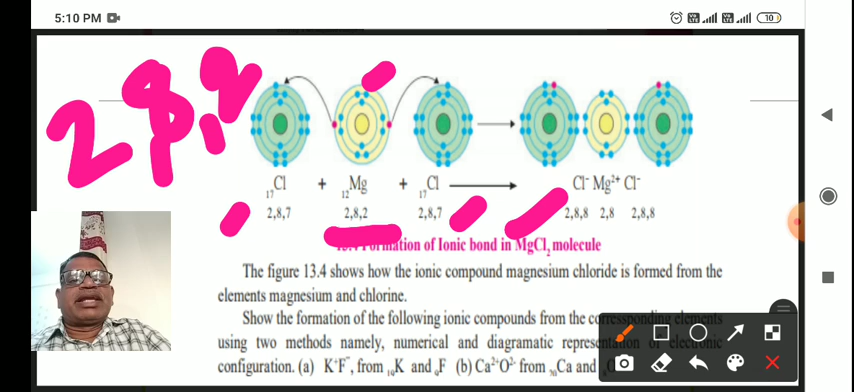 5:10 PM
10
2 8, 8
17Cl + 12Mg + 17Cl Cl⁻ Mg²⁺ Cl⁻
2,8,7 2,8,2 2,8,7 2,8,8 2,8 2,8,8
Formation of Ionic bond in MgCl₂ molecule
The figure 13.4 shows how the ionic compound magnesium chloride is formed from the
elements magnesium and chlorine.
Show the formation of the following ionic compounds from the corresponding elements
using two methods namely, numerical and diagramatic representation of electronic
configuration. (a) K⁺F⁻, from ₁₉K and ₉F (b) Ca²⁺O²⁻ from ₂₀Ca and